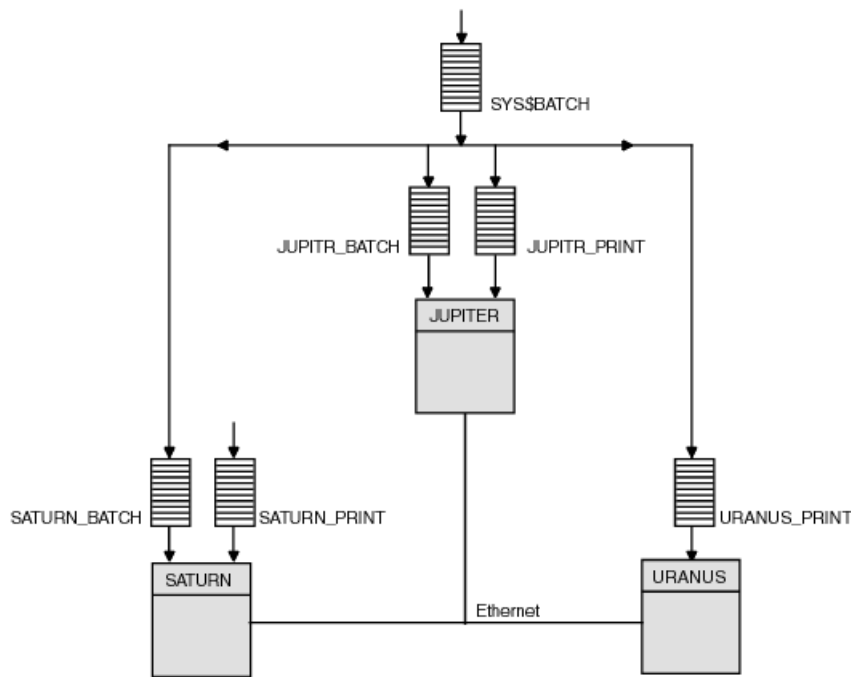 SYS$BATCH
JUPITR_BATCH
JUPITR_PRINT
JUPITER
SATURN_BATCH
SATURN_PRINT
URANUS_PRINT
SATURN
URANUS
Ethernet